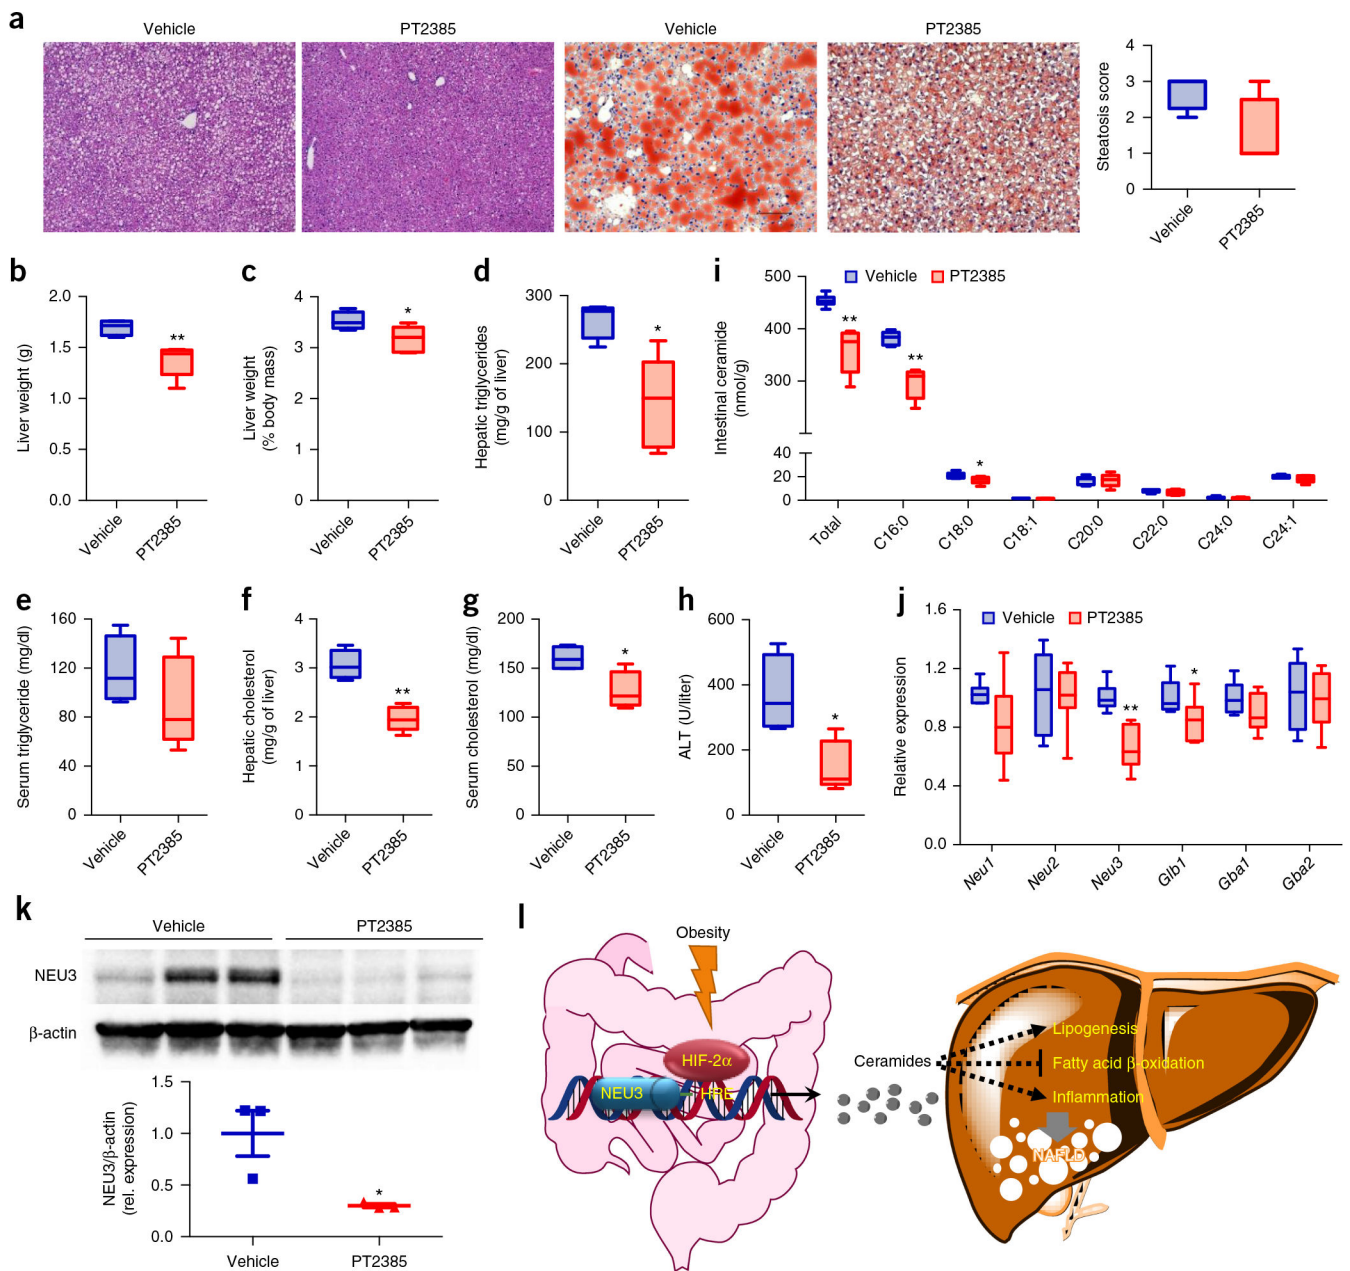 a
Vehicle
PT2385
Vehicle
PT2385
Steatosis score
4
3
2
1
0
Vehicle
PT2385
b
Liver weight (g)
2.0
1.5
1.0
0.5
0.0
**
Vehicle
PT2385
c
Liver weight
(% body mass)
4
3
2
1
0
*
Vehicle
PT2385
d
Hepatic triglycerides
(mg/g of liver)
300
200
100
0
*
Vehicle
PT2385
i
Vehicle
PT2385
Intestinal ceramide
(nmol/g)
500
400
300
40
20
0
**
**
*
Total
C16:0
C18:0
C18:1
C20:0
C22:0
C24:0
C24:1
e
Serum triglyceride (mg/dl)
160
120
80
40
0
Vehicle
PT2385
f
Hepatic cholesterol
(mg/g of liver)
4
3
2
1
0
**
Vehicle
PT2385
g
Serum cholesterol (mg/dl)
200
150
100
50
0
*
Vehicle
PT2385
h
ALT (U/liter)
600
400
200
0
*
Vehicle
PT2385
j
Vehicle
PT2385
Relative expression
1.6
1.2
0.8
0.4
0.0
**
*
Neu1
Neu2
Neu3
Glb1
Gba1
Gba2
k
Vehicle
PT2385
NEU3
β-actin
NEU3/β-actin
(rel. expression)
1.5
1.0
0.5
0.0
*
Vehicle
PT2385
l
Obesity
HIF-2α
NEU3
HRE
Ceramides
Lipogenesis
Fatty acid β-oxidation
Inflammation
NAFLD